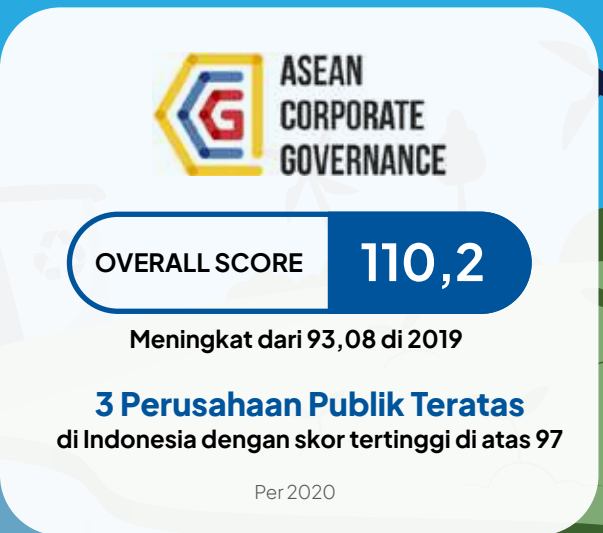 ASEAN
CORPORATE
GOVERNANCE
OVERALL SCORE 110,2
Meningkat dari 93,08 di 2019
3 Perusahaan Publik Teratas
di Indonesia dengan skor tertinggi di atas 97
Per 2020